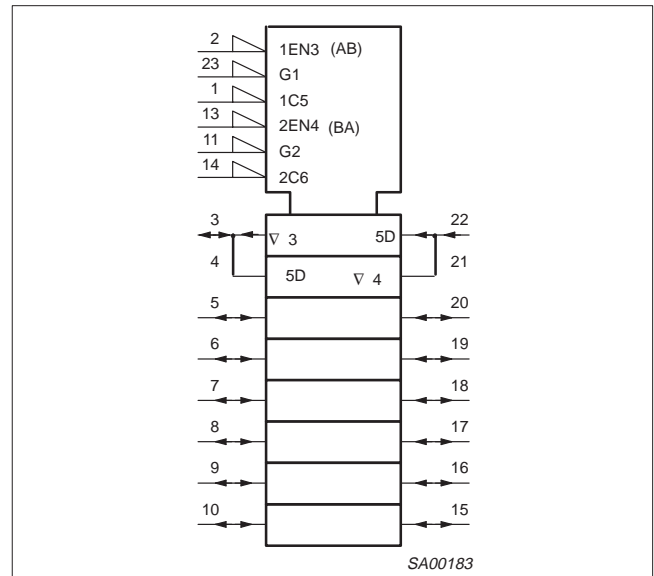 2 1EN3 (AB)
23 G1
1 1C5
13 2EN4 (BA)
11 G2
14 2C6
3 ∇ 3 5D 22
4 5D ∇ 4 21
5 20
6 19
7 18
8 17
9 16
10 15
SA00183